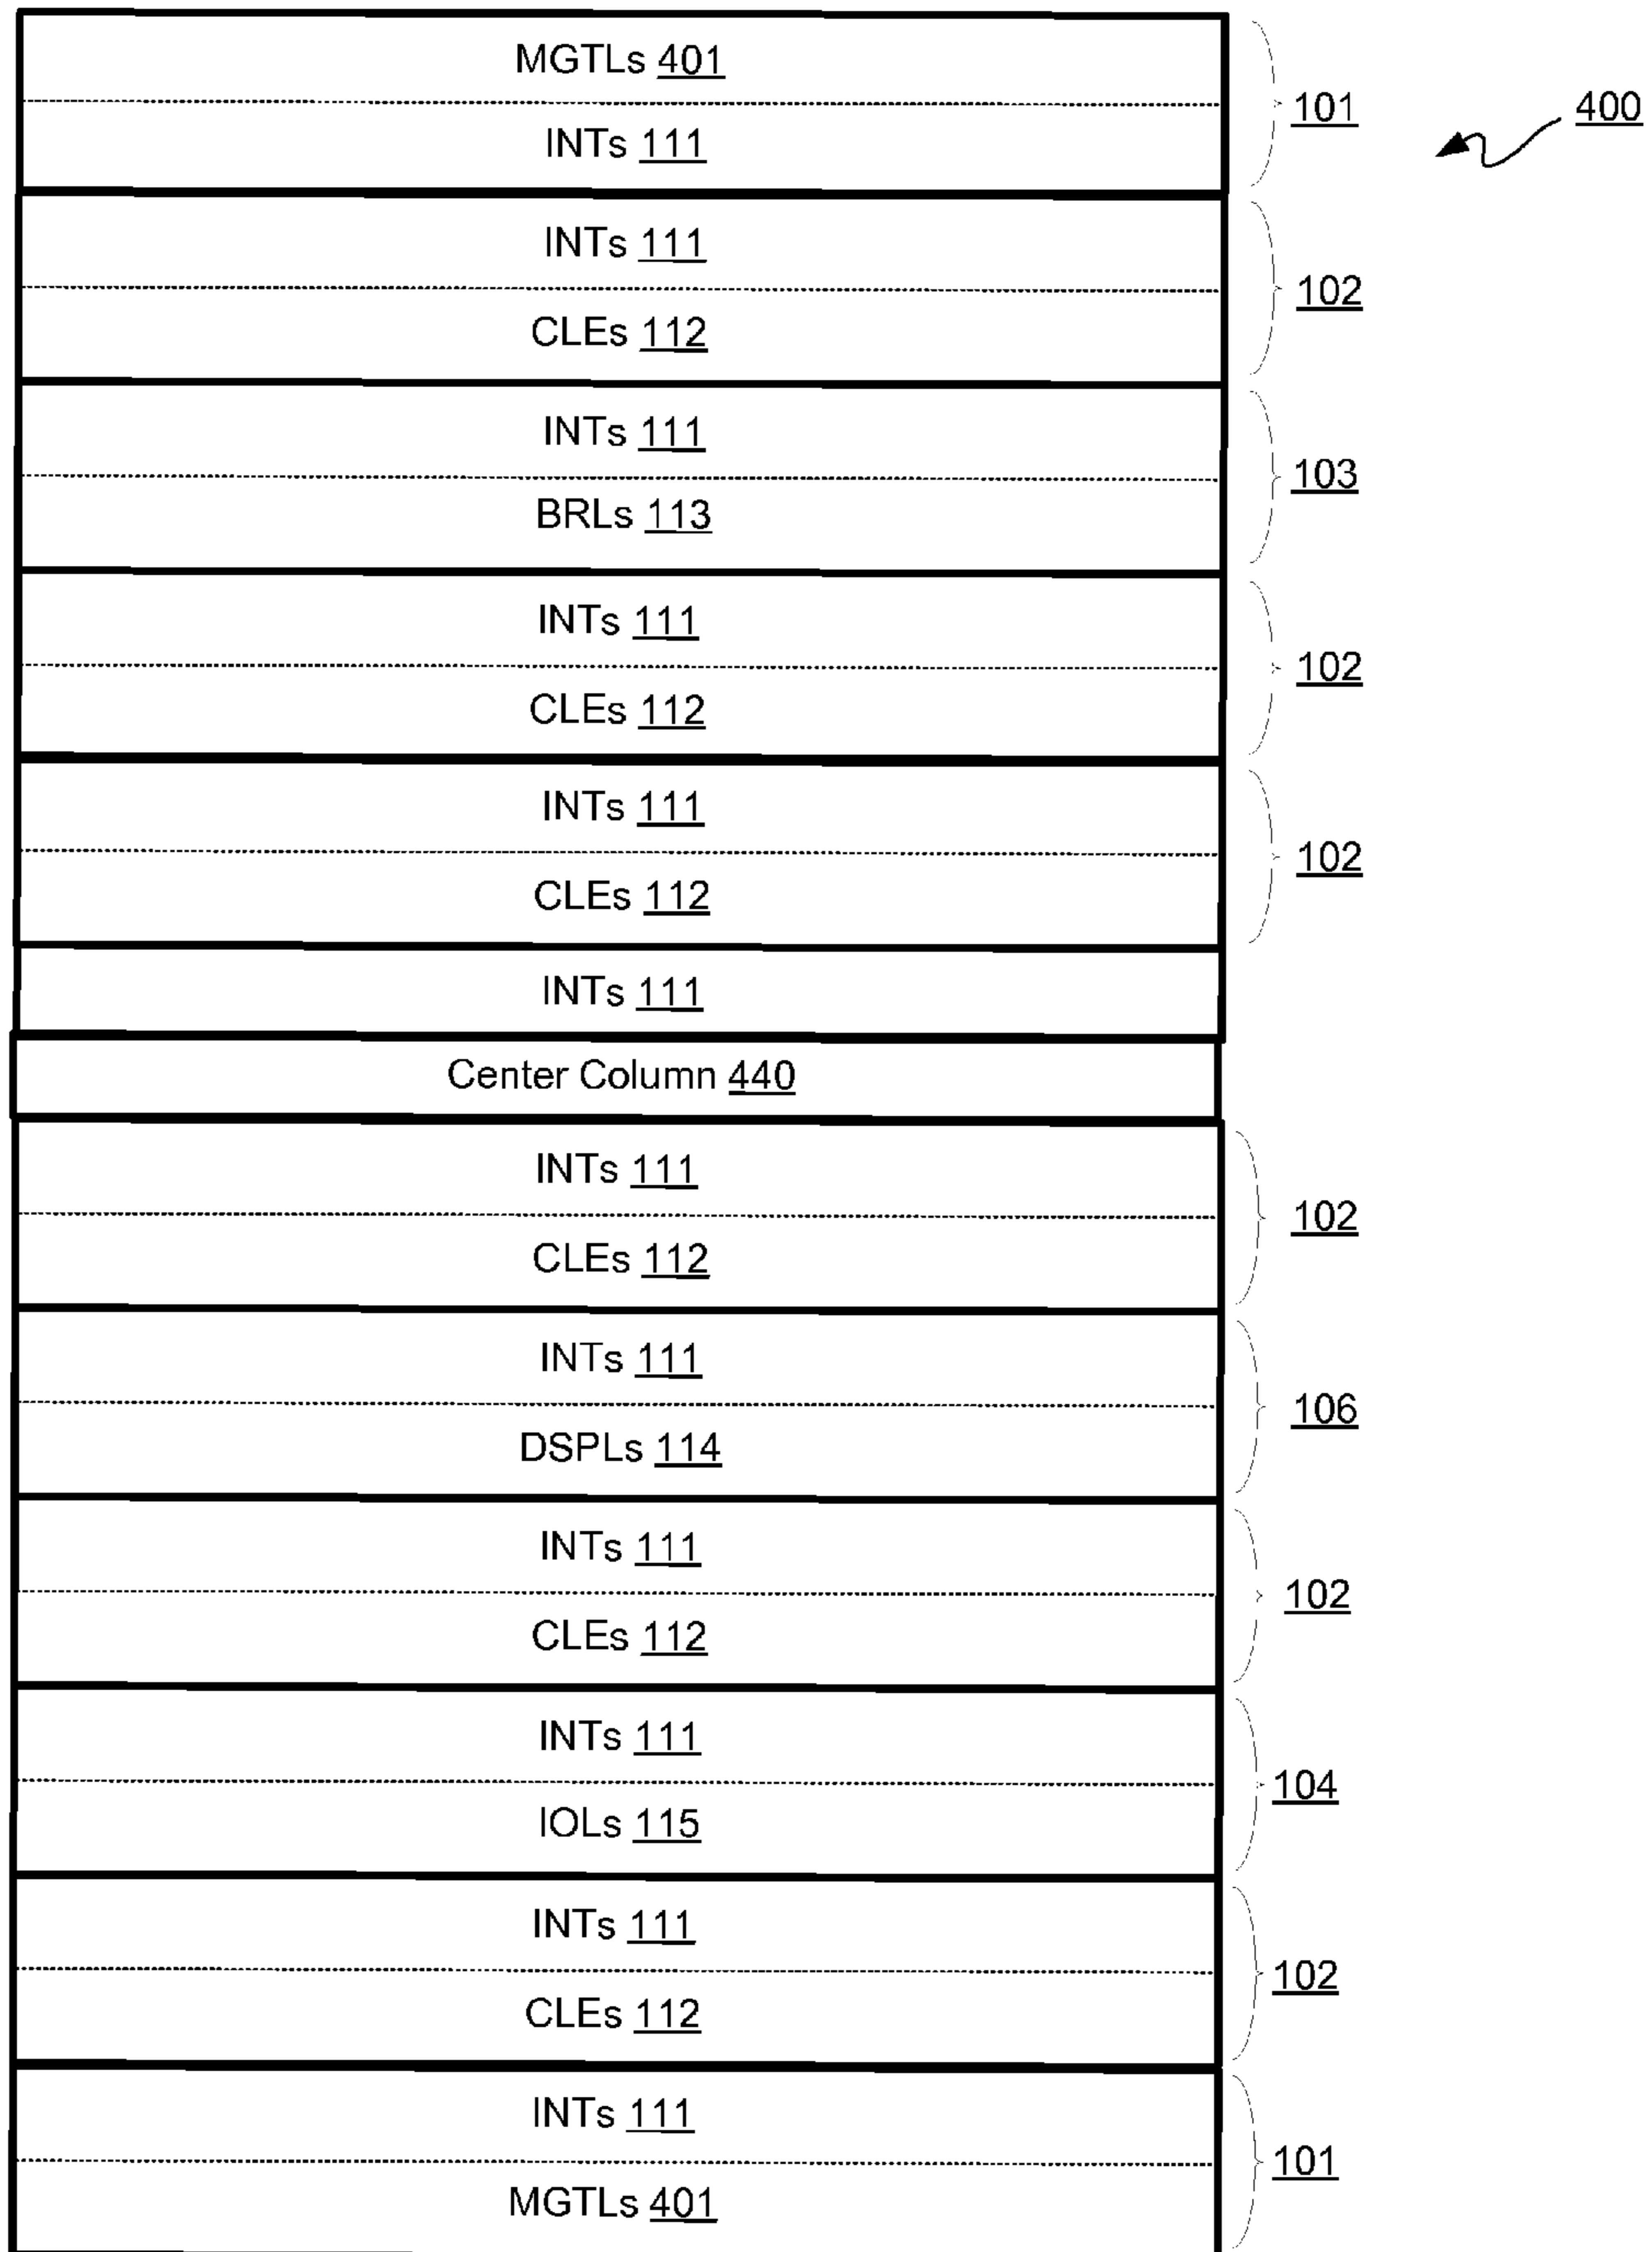 MGTLs 401
101
400
INTs 111
INTs 111
102
CLEs 112
INTs 111
103
BRLs 113
INTs 111
102
CLEs 112
INTs 111
102
CLEs 112
INTs 111
Center Column 440
INTs 111
102
CLEs 112
INTs 111
106
DSPLs 114
INTs 111
102
CLEs 112
INTs 111
104
IOLs 115
INTs 111
102
CLEs 112
INTs 111
101
MGTLs 401